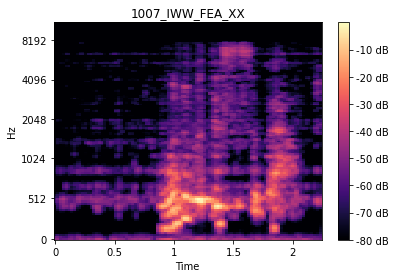 1007_IWW_FEA_XX
8192
4096
2048
1024
512
0
Hz
0
0.5
1
1.5
2
Time
-10 dB
-20 dB
-30 dB
-40 dB
-50 dB
-60 dB
-70 dB
-80 dB